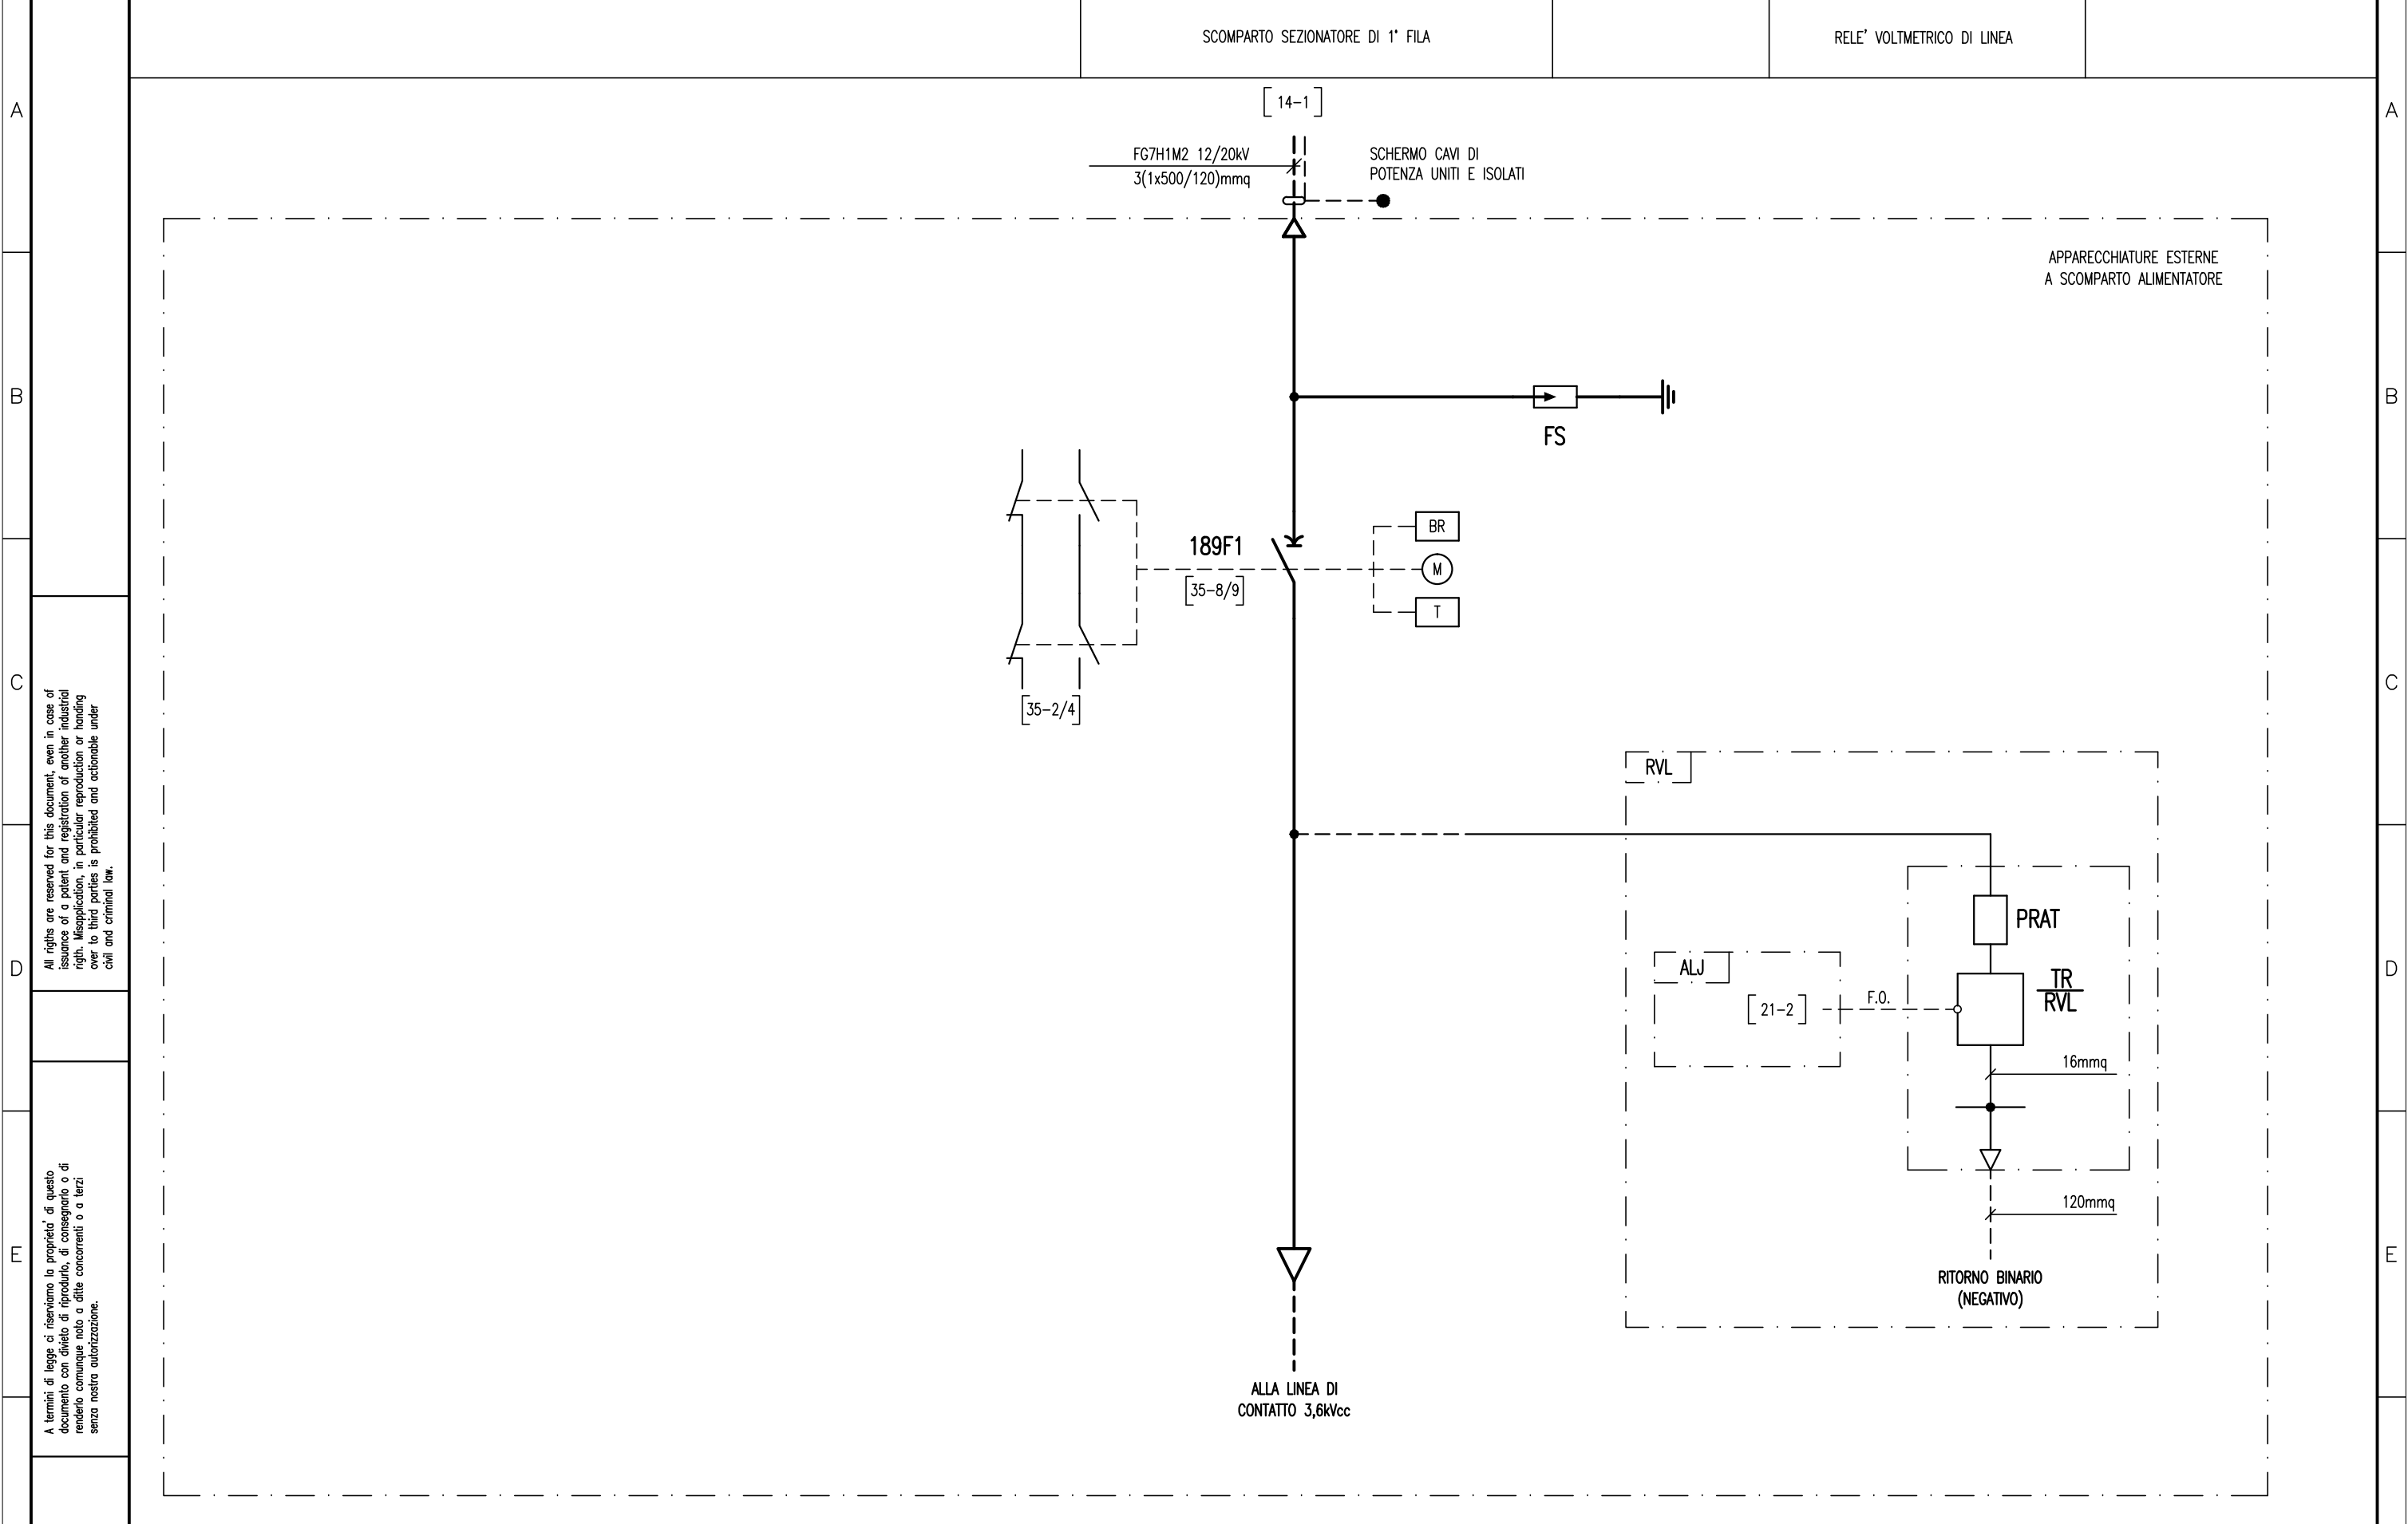 SCOMPARTO SEZIONATORE DI 1° FILA
RELE' VOLTMETRICO DI LINEA
A
A
14-1
FG7H1M2 12/20kV
3(1x500/120)mmq
SCHERMO CAVI DI
POTENZA UNITI E ISOLATI
APPARECCHIATURE ESTERNE
A SCOMPARTO ALIMENTATORE
B
B
FS
189F1
35-8/9
BR
M
T
C
C
35-2/4
RVL
All rigths are reserved for this document, even in case of
issuance of a patent and registration of another industrial
rigth. Misapplication, in particular reproduction or handing
over to third parties is prohibited and actionable under
civil and criminal law.
PRAT
D
D
ALJ
TR
RVL
21-2
F.O.
16mmq
120mmq
E
E
RITORNO BINARIO
(NEGATIVO)
A termini di legge ci riserviamo la proprieta' di questo
documento con divieto di riprodurlo, di consegnarlo o di
renderlo comunque noto a ditte concorrenti o a terzi
senza nostra autorizzazione.
ALLA LINEA DI
CONTATTO 3,6kVcc